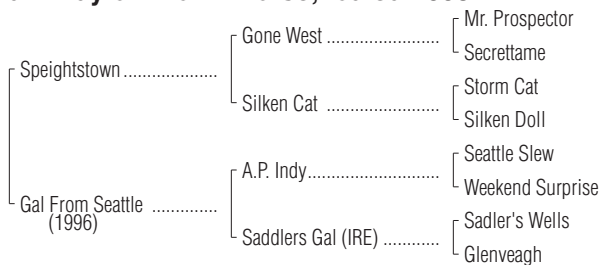 Mr. Prospector
Gone West ........................
Secrettame
Speightstown ....................
Storm Cat
Silken Cat ........................
Silken Doll
Seattle Slew
A.P. Indy............................
Weekend Surprise
Gal From Seattle ..............
(1996)
Sadler's Wells
Saddlers Gal (IRE) ............
Glenveagh